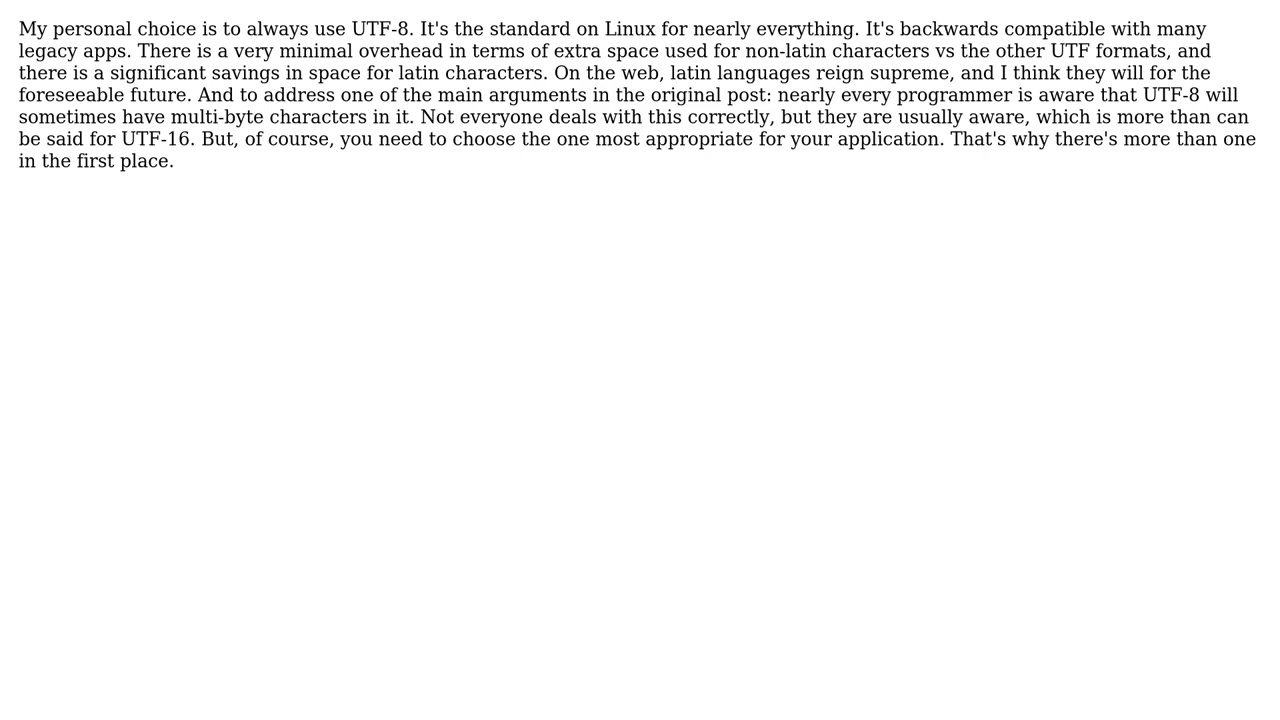 My personal choice is to always use UTF-8. It's the standard on Linux for nearly everything. It's backwards compatible with many
legacy apps. There is a very minimal overhead in terms of extra space used for non-latin characters vs the other UTF formats, and
there is a significant savings in space for latin characters. On the web, latin languages reign supreme, and I think they will for the
foreseeable future. And to address one of the main arguments in the original post: nearly every programmer is aware that UTF-8 will
sometimes have multi-byte characters in it. Not everyone deals with this correctly, but they are usually aware, which is more than can
be said for UTF-16. But, of course, you need to choose the one most appropriate for your application. That's why there's more than one
in the first place.